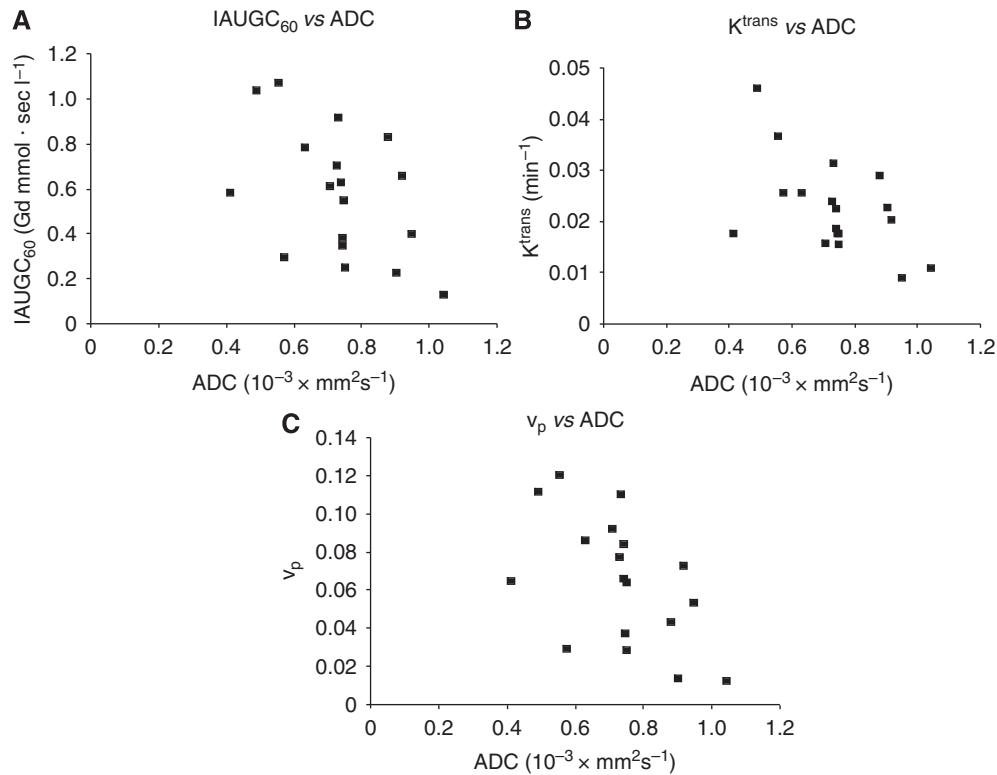 A
IAUGC₆₀ vs ADC
IAUGC₆₀ (Gd mmol · sec l⁻¹)
1.2
1.0
0.8
0.6
0.4
0.2
0
0 0.2 0.4 0.6 0.8 1.0 1.2
ADC (10⁻³ × mm²s⁻¹)
B
Kᵗʳᵃⁿˢ vs ADC
Kᵗʳᵃⁿˢ (min⁻¹)
0.05
0.04
0.03
0.02
0.01
0
0 0.2 0.4 0.6 0.8 1.0 1.2
ADC (10⁻³ × mm²s⁻¹)
C
vₚ vs ADC
vₚ
0.14
0.12
0.10
0.08
0.06
0.04
0.02
0
0 0.2 0.4 0.6 0.8 1.0 1.2
ADC (10⁻³ × mm²s⁻¹)